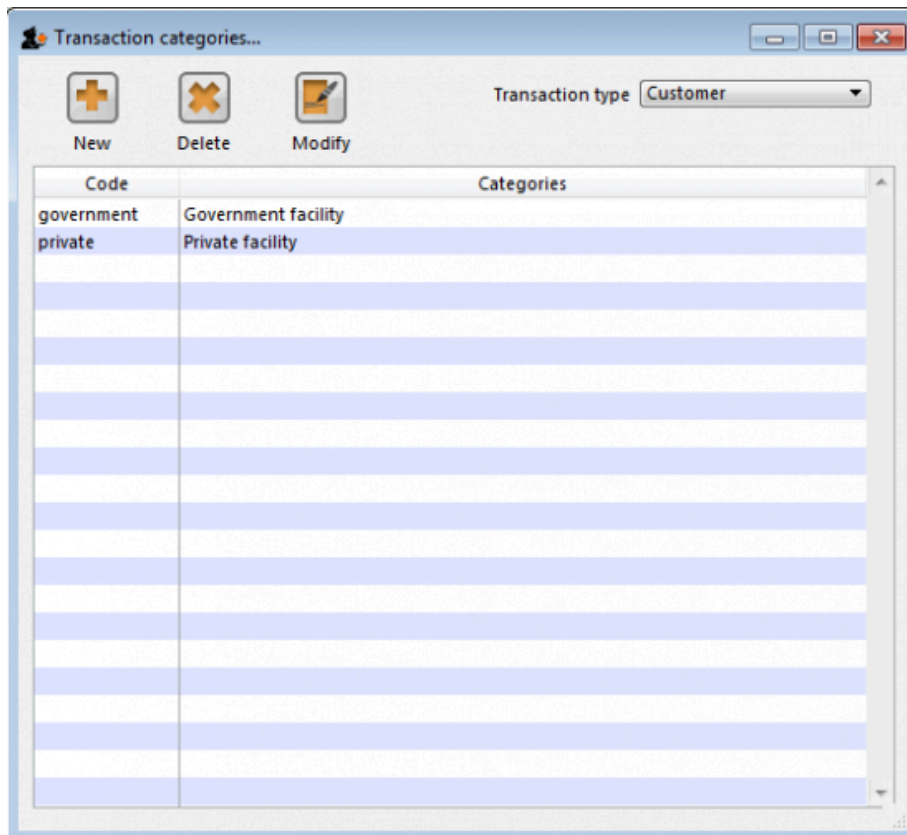 Transaction categories...
Transaction type Customer
New Delete Modify
Code Categories
government Government facility
private Private facility